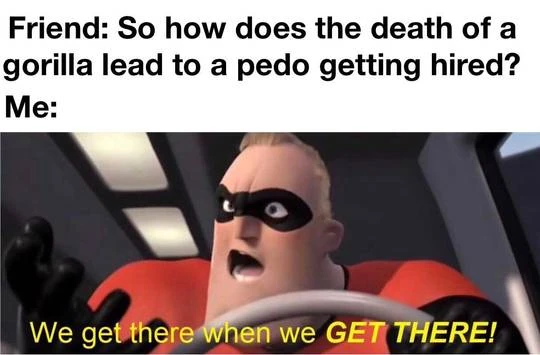 Friend: So how does the death of a
gorilla lead to a pedo getting hired?
Me:
We get there when we GET THERE!